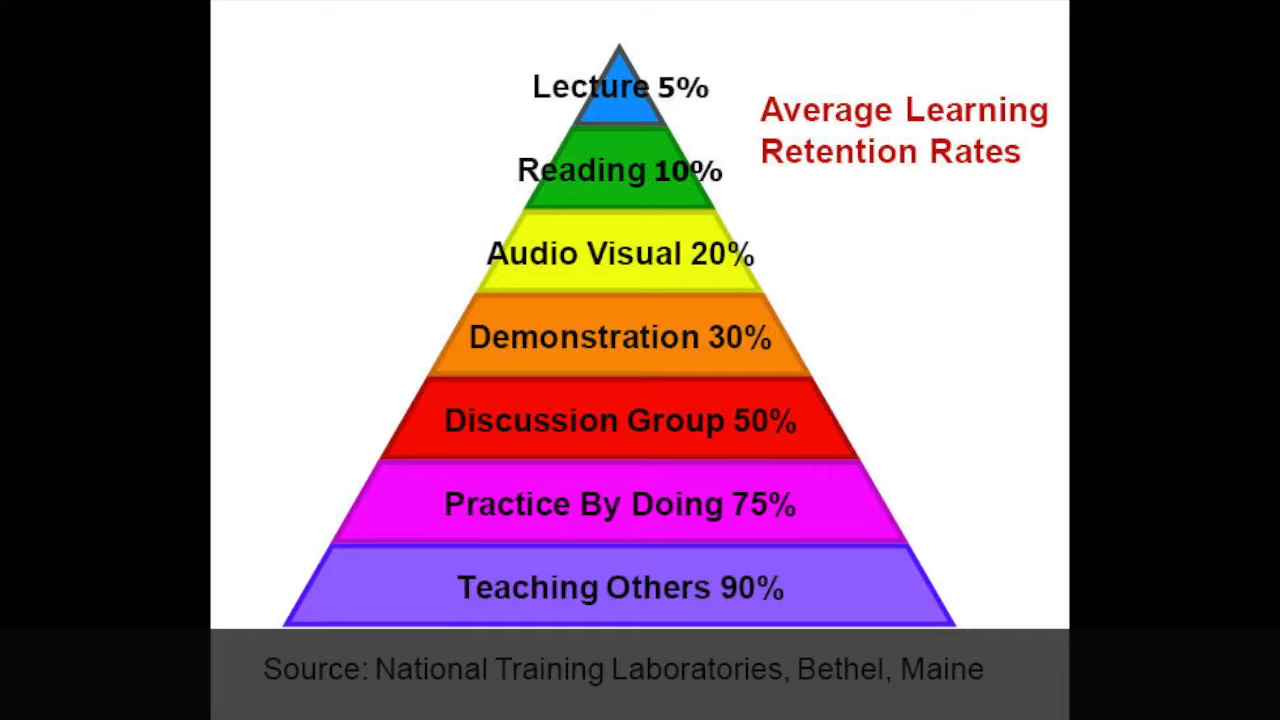 Lecture 5%
Average Learning
Retention Rates
Reading 10%
Audio Visual 20%
Demonstration 30%
Discussion Group 50%
Practice By Doing 75%
Teaching Others 90%
Source: National Training Laboratories, Bethel, Maine